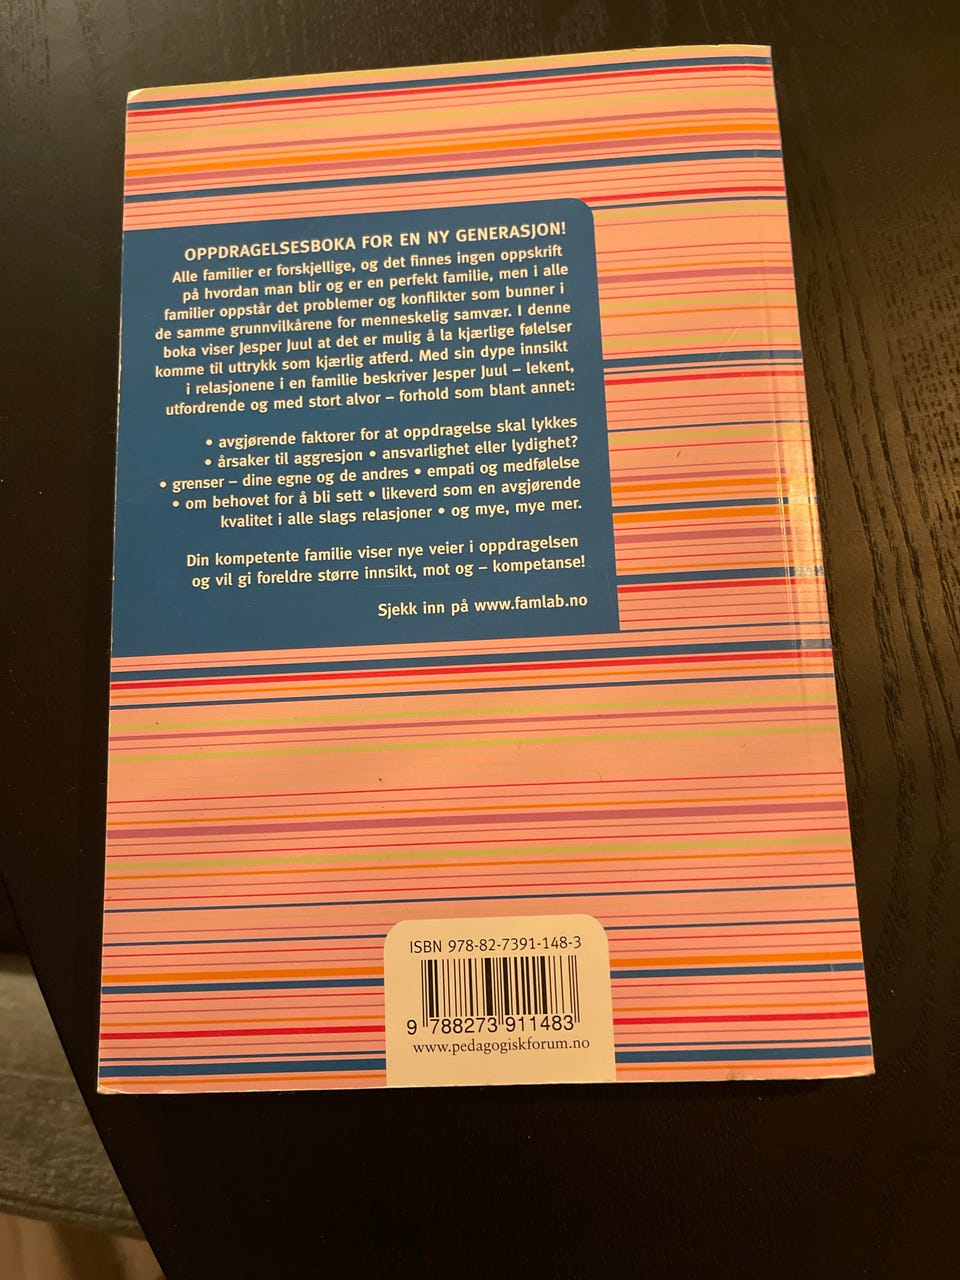 OPPDRAGELSESBOKA FOR EN NY GENERASJON!
Alle familier er forskjellige, og det finnes ingen oppskrift
på hvordan man blir og er en perfekt familie, men i alle
familier oppstår det problemer og konflikter som bunner i
de samme grunnvilkårene for menneskelig samvær. I denne
boka viser Jesper Juul at det er mulig å la kjærlige følelser
komme til uttrykk som kjærlig atferd. Med sin dype innsikt
i relasjonene i en familie beskriver Jesper Juul – lekent,
utfordrende og med stort alvor – forhold som blant annet:
• avgjørende faktorer for at oppdragelse skal lykkes
• årsaker til aggresjon • ansvarlighet eller lydighet?
• grenser – dine egne og de andres • empati og medfølelse
• om behovet for å bli sett • likeverd som en avgjørende
kvalitet i alle slags relasjoner • og mye, mye mer.
Din kompetente familie viser nye veier i oppdragelsen
og vil gi foreldre større innsikt, mot og – kompetanse!
Sjekk inn på www.famlab.no
ISBN 978-82-7391-148-3
9 788273 911483
www.pedagogiskforum.no